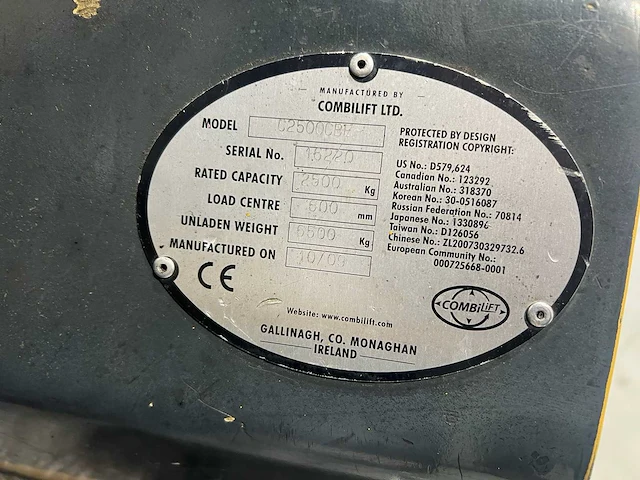 MANUFACTURED BY
COMBILIFT LTD.
MODEL
SERIAL No. 16220
RATED CAPACITY 2500 Kg
LOAD CENTRE 600 mm
UNLADEN WEIGHT Kg
MANUFACTURED ON 10/09
CE
PROTECTED BY DESIGN
REGISTRATION COPYRIGHT:
US No.: D579,624
Canadian No.: 123292
Australian No.: 318370
Korean No.: 30-0516087
Russian Federation No.: 70814
Japanese No.: 1330896
Taiwan No.: D126056
Chinese No.: ZL200730329732.6
European Community No.:
000725668-0001
COMBiLiFT
Website: www.combilift.com
GALLINAGH, CO. MONAGHAN
IRELAND